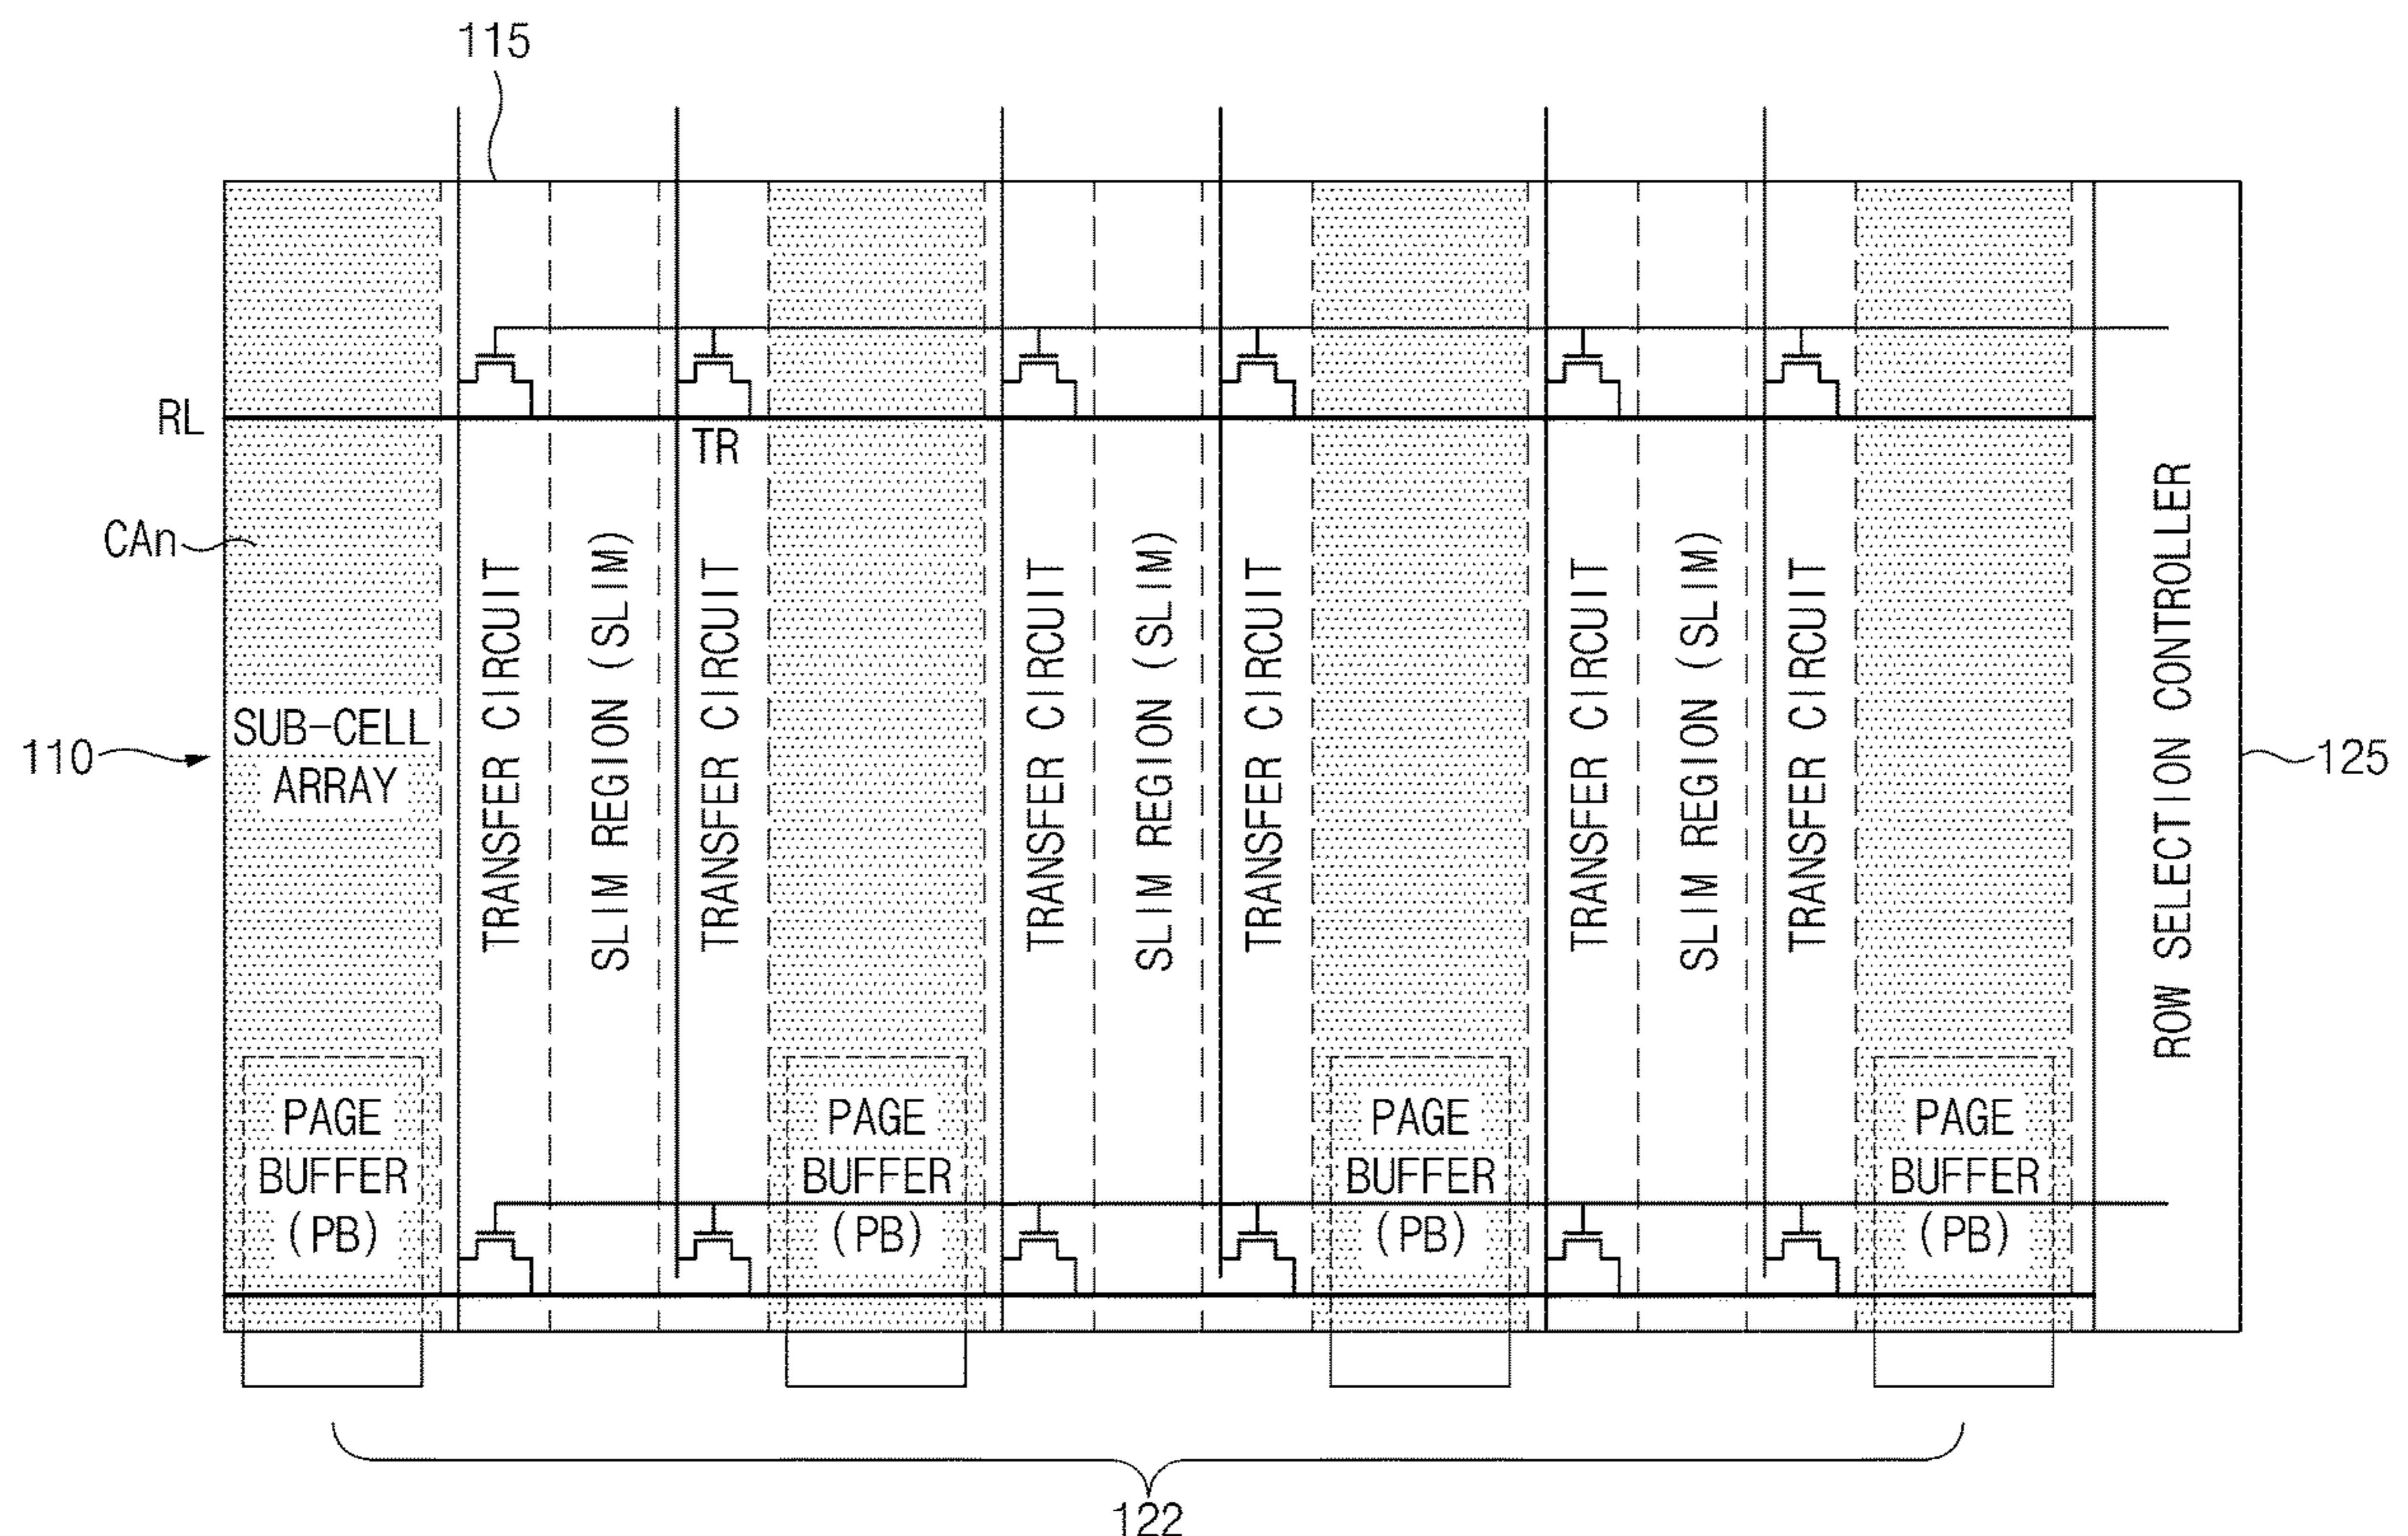 115
RL
TR
CAn
110
SUB-CELL
ARRAY
TRANSFER CIRCUIT
SLIM REGION (SLIM)
TRANSFER CIRCUIT
TRANSFER CIRCUIT
SLIM REGION (SLIM)
TRANSFER CIRCUIT
TRANSFER CIRCUIT
SLIM REGION (SLIM)
TRANSFER CIRCUIT
ROW SELECTION CONTROLLER
125
PAGE
BUFFER
(PB)
PAGE
BUFFER
(PB)
PAGE
BUFFER
(PB)
PAGE
BUFFER
(PB)
122